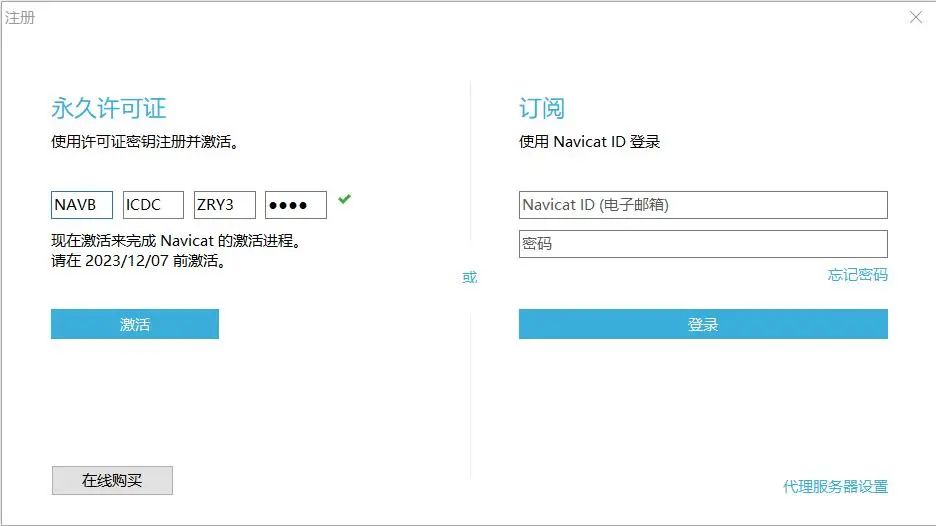 注册
永久许可证
使用许可证密钥注册并激活。
NAVB ICDC ZRY3 ●●●●
现在激活来完成 Navicat 的激活进程。
请在 2023/12/07 前激活。
激活
在线购买
或
订阅
使用 Navicat ID 登录
Navicat ID (电子邮箱)
密码
忘记密码
登录
代理服务器设置